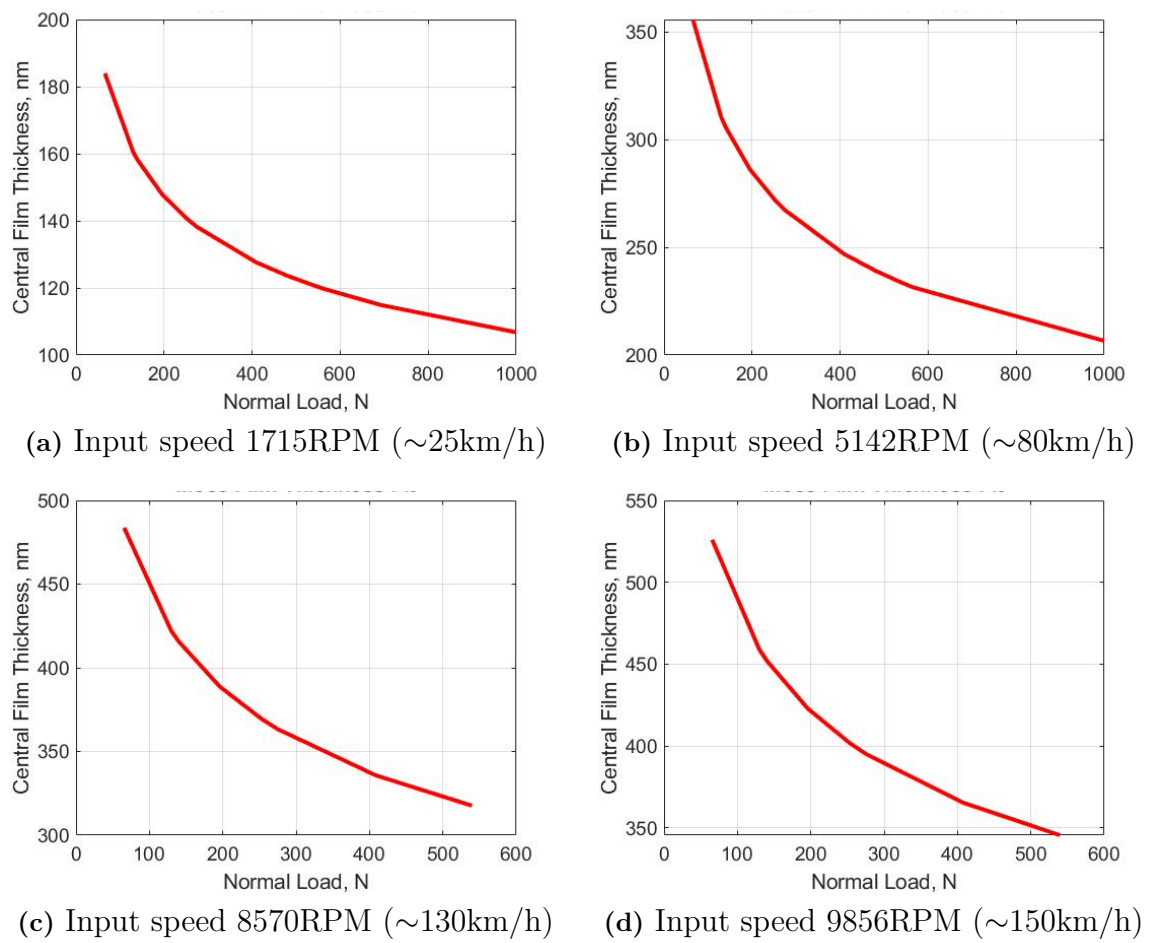 200
180
160
140
120
100
Central Film Thickness, nm
0 200 400 600 800 1000
Normal Load, N
(a) Input speed 1715RPM (∼25km/h)
350
300
250
200
Central Film Thickness, nm
0 200 400 600 800 1000
Normal Load, N
(b) Input speed 5142RPM (∼80km/h)
500
450
400
350
300
Central Film Thickness, nm
0 100 200 300 400 500 600
Normal Load, N
(c) Input speed 8570RPM (∼130km/h)
550
500
450
400
350
Central Film Thickness, nm
0 100 200 300 400 500 600
Normal Load, N
(d) Input speed 9856RPM (∼150km/h)